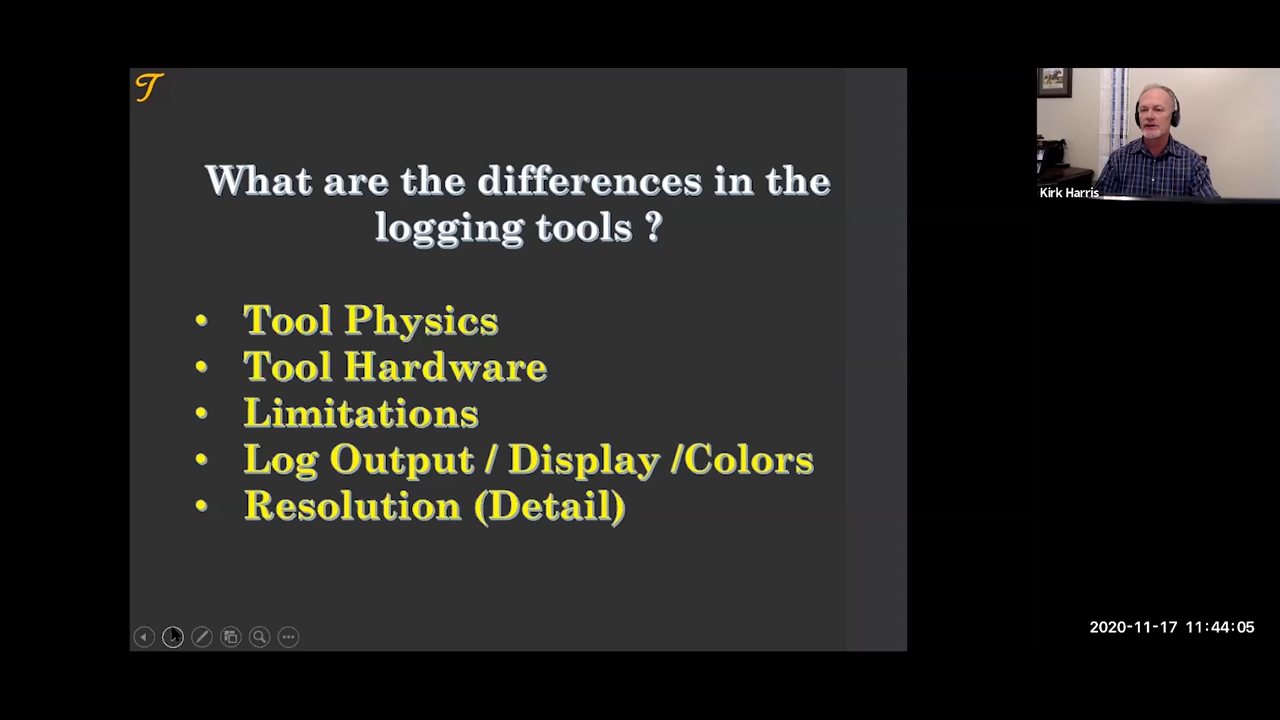 T
What are the differences in the
logging tools ?
• Tool Physics
• Tool Hardware
• Limitations
• Log Output / Display /Colors
• Resolution (Detail)
Kirk Harris
2020-11-17 11:44:05